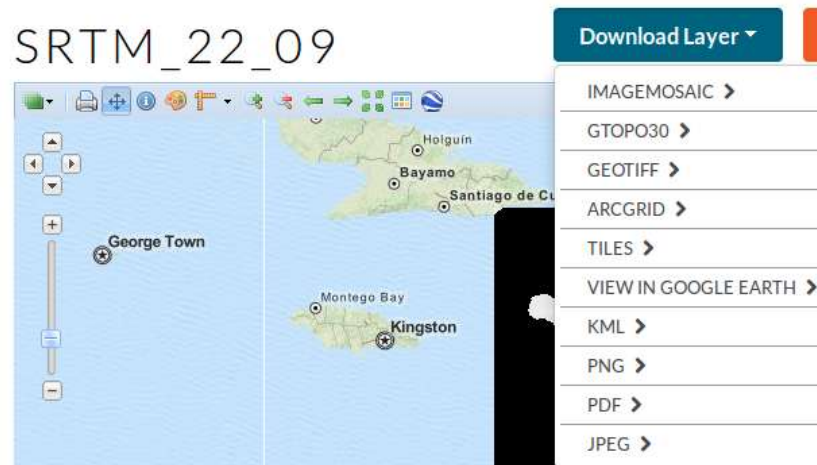 SRTM_22_09
Download Layer
IMAGEMOSAIC
GTOPO30
GEOTIFF
ARCGRID
TILES
VIEW IN GOOGLE EARTH
KML
PNG
PDF
JPEG
Holguín
Bayamo
Santiago de Cu
George Town
Montego Bay
Kingston